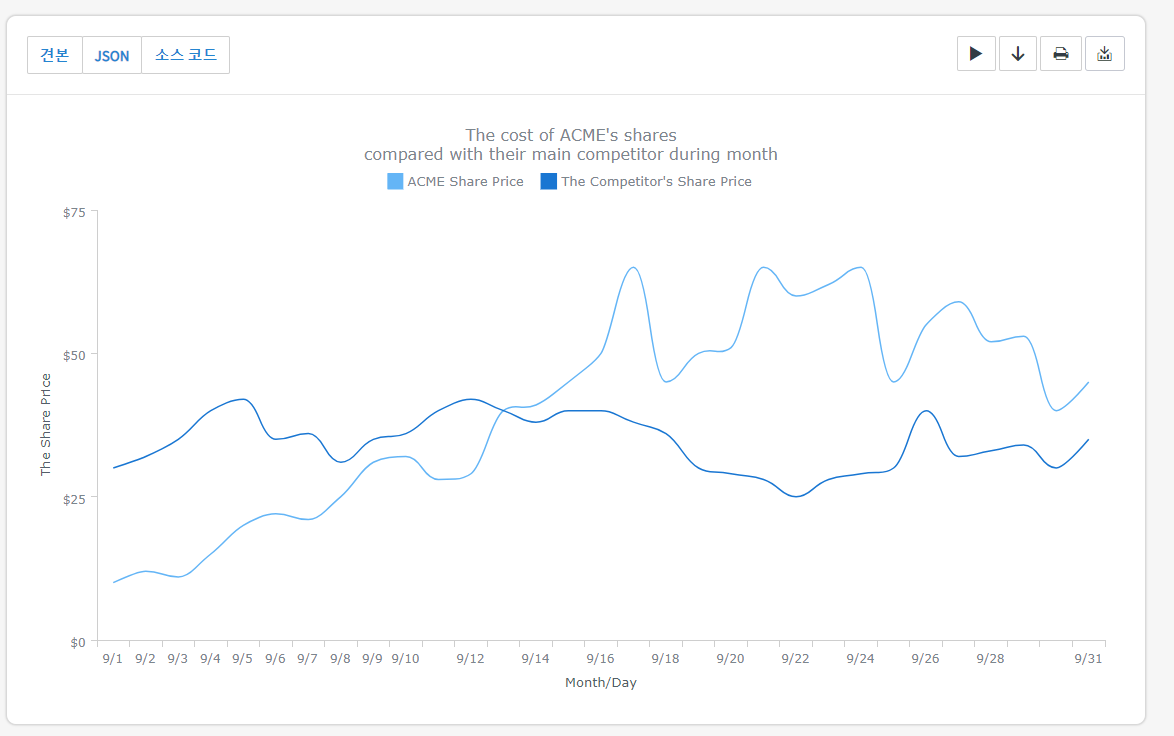 견본 JSON 소스 코드
The cost of ACME's shares
compared with their main competitor during month
ACME Share Price The Competitor's Share Price
$75
$50
$25
$0
The Share Price
9/1 9/2 9/3 9/4 9/5 9/6 9/7 9/8 9/9 9/10 9/12 9/14 9/16 9/18 9/20 9/22 9/24 9/26 9/28 9/31
Month/Day